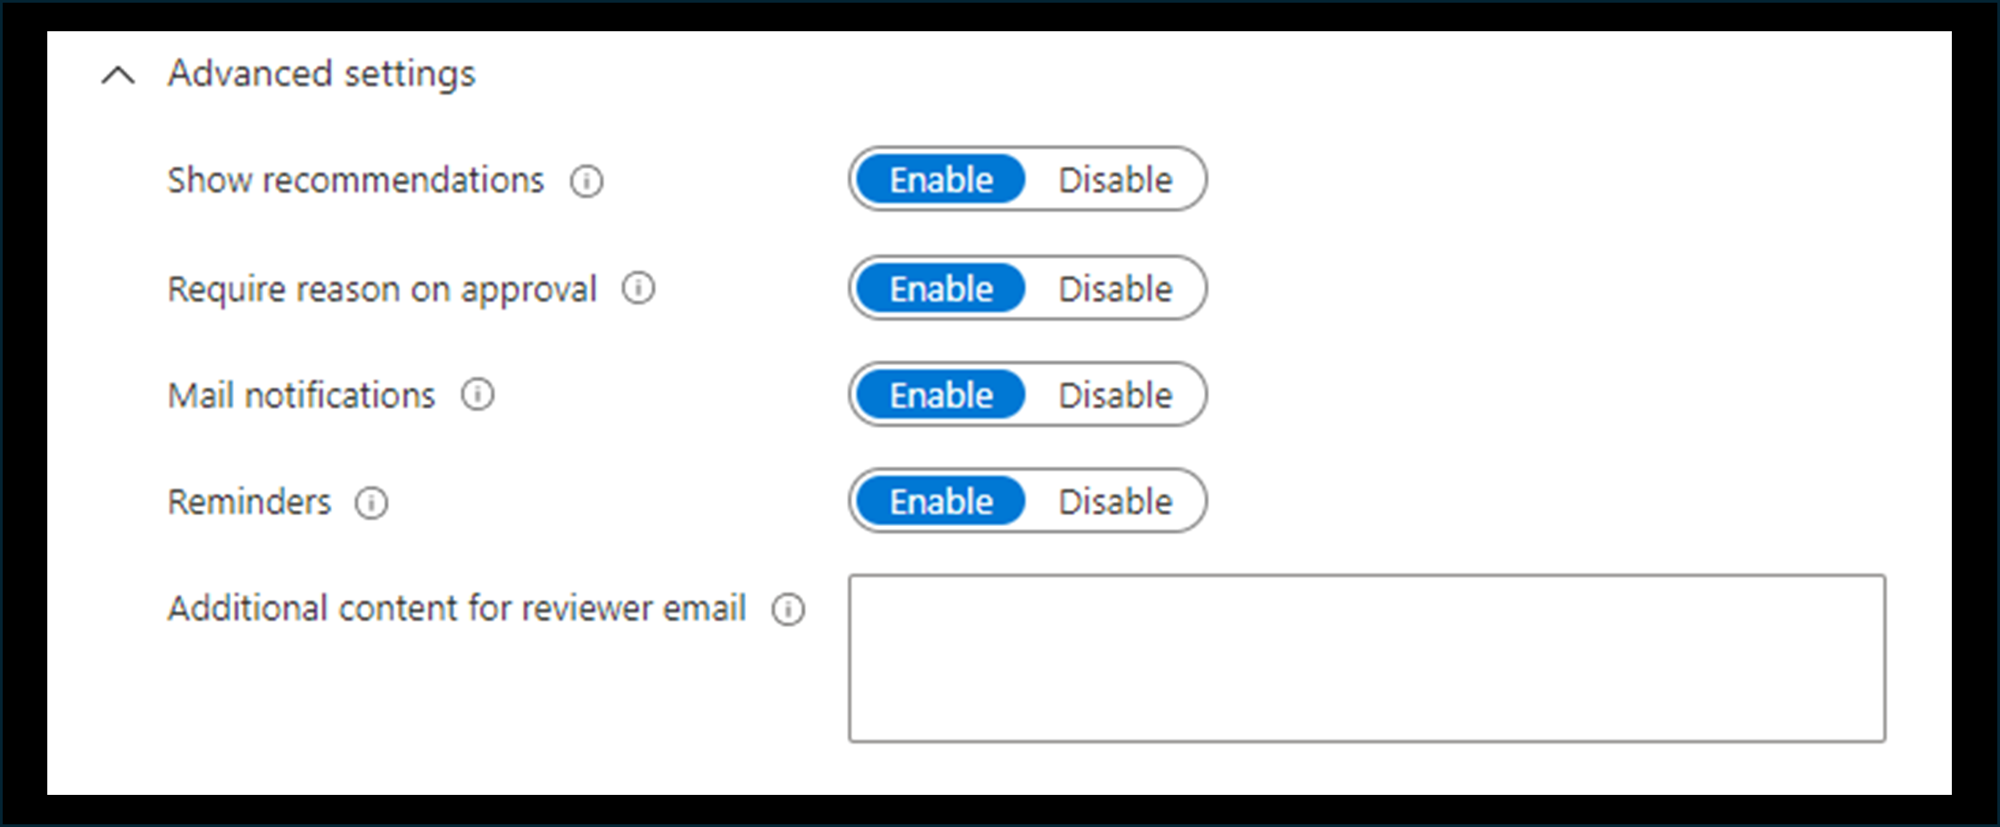 Advanced settings
Show recommendations Enable Disable
Require reason on approval Enable Disable
Mail notifications Enable Disable
Reminders Enable Disable
Additional content for reviewer email